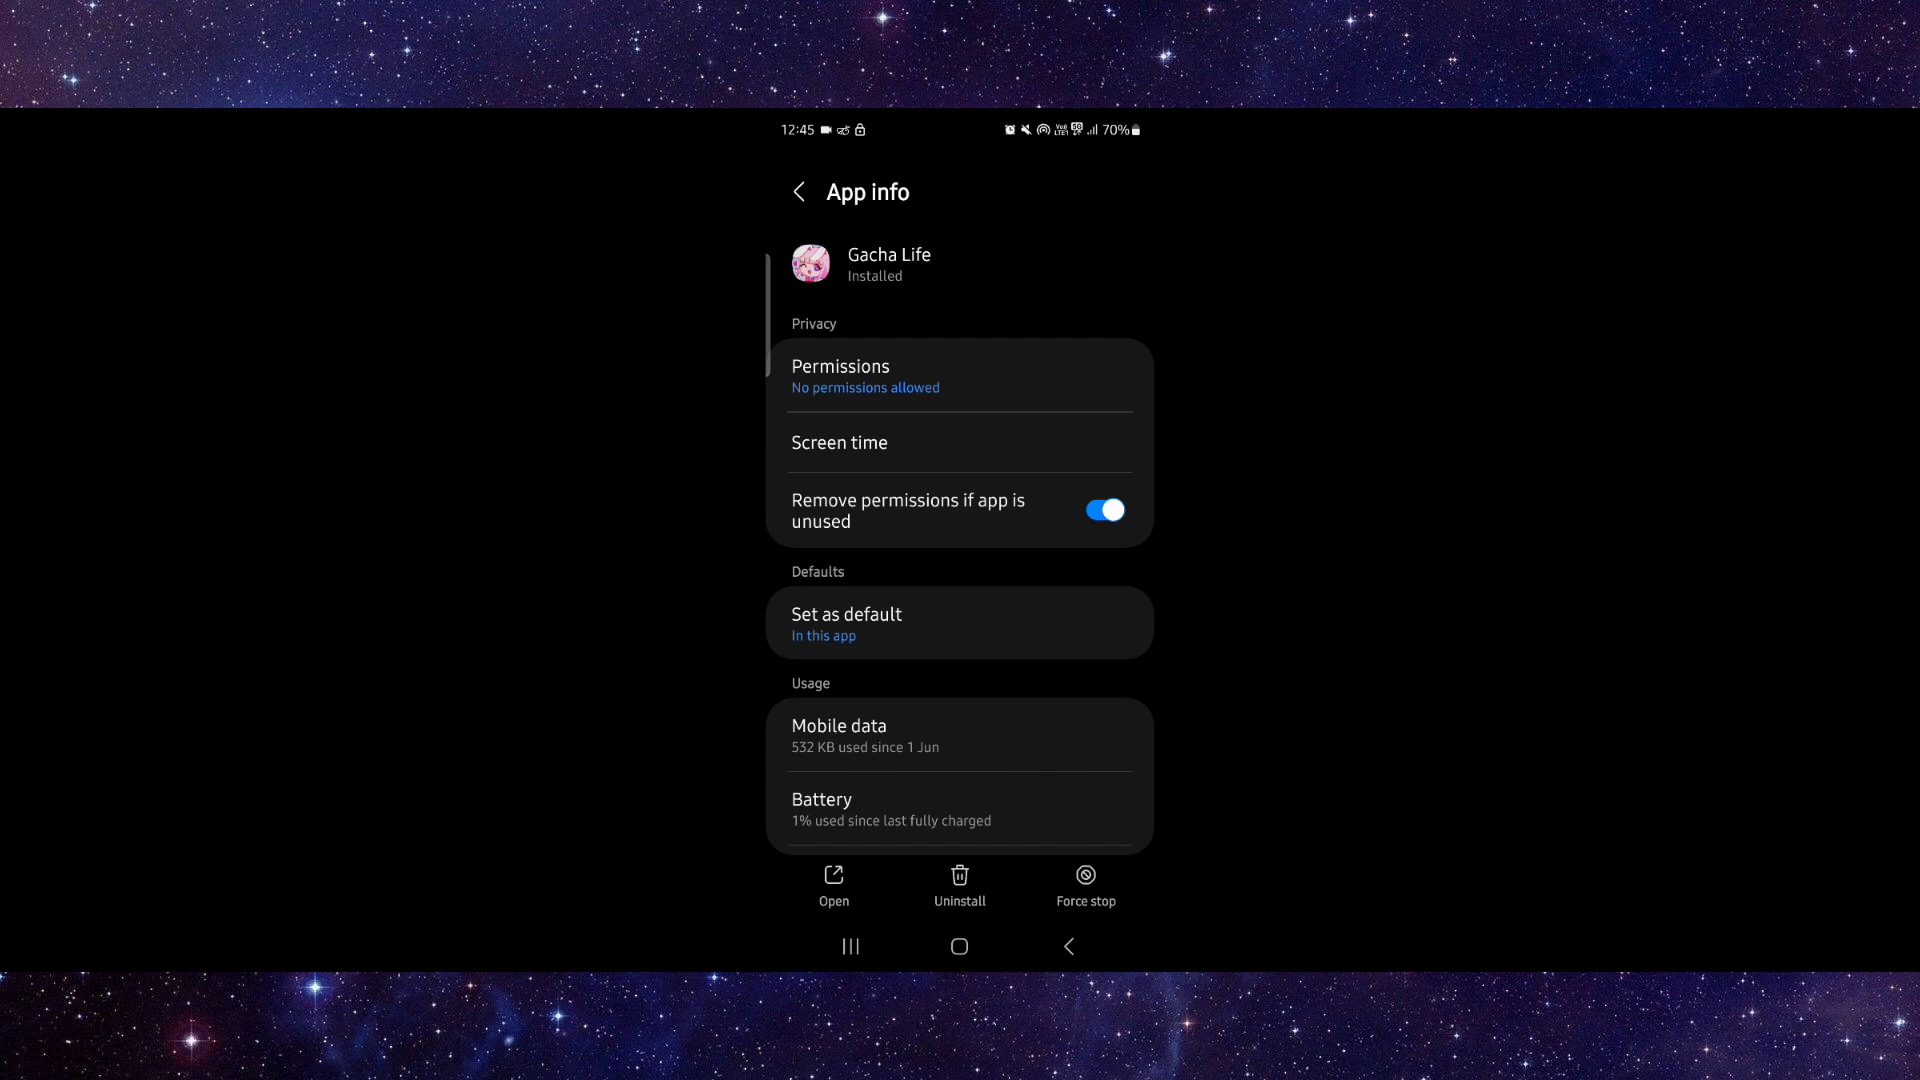 12:45
70%
App info
Gacha Life
Installed
Privacy
Permissions
No permissions allowed
Screen time
Remove permissions if app is
unused
Defaults
Set as default
In this app
Usage
Mobile data
532 KB used since 1 Jun
Battery
1% used since last fully charged
Open
Uninstall
Force stop